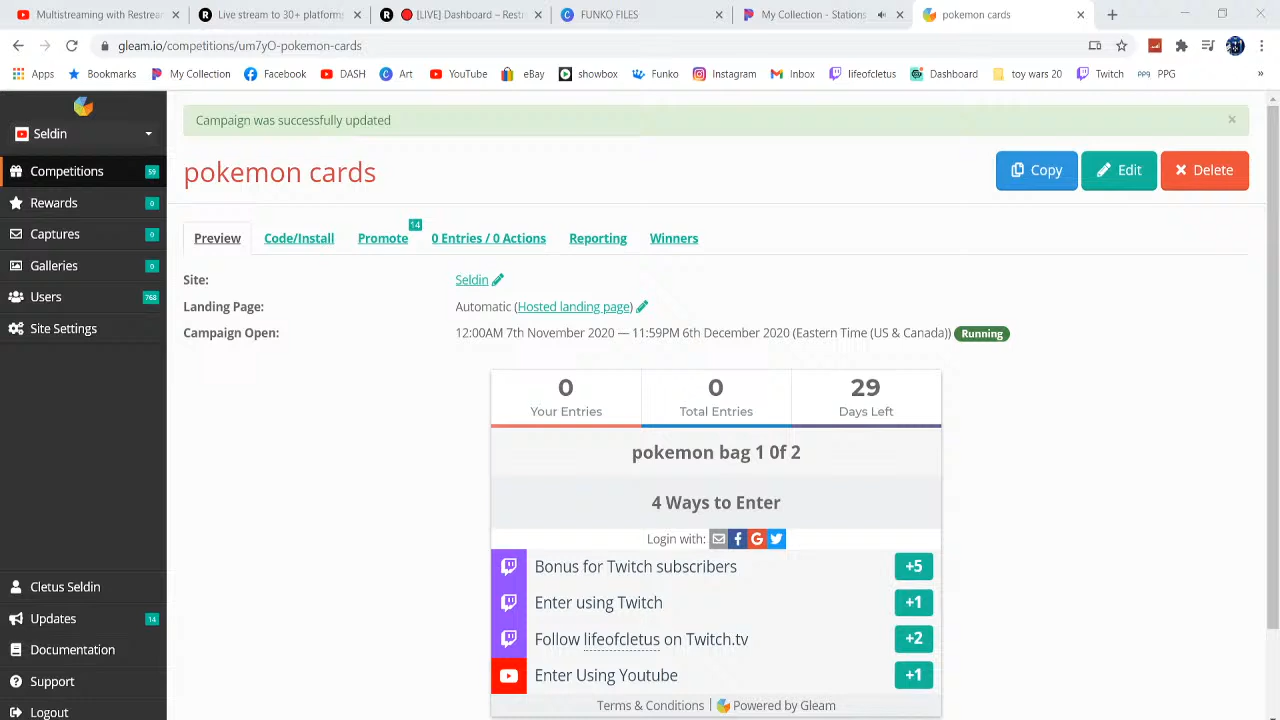 Multistreaming with Restrea
Live stream to 30+ platforms
[LIVE] Dashboard - Restr
FUNKO FILES
My Collection - Stations
pokemon cards
gleam.io/competitions/um7yO-pokemon-cards
Apps
Bookmarks
My Collection
Facebook
DASH
Art
YouTube
eBay
showbox
Funko
Instagram
Inbox
lifeofcletus
Dashboard
toy wars 20
Twitch
PPG
Seldin
Competitions 59
Rewards 0
Captures 0
Galleries 0
Users 768
Site Settings
Cletus Seldin
Updates 14
Documentation
Support
Logout
Campaign was successfully updated ×
pokemon cards
Copy
Edit
Delete
Preview
Code/Install
Promote 14
0 Entries / 0 Actions
Reporting
Winners
Site: Seldin
Landing Page: Automatic (Hosted landing page)
Campaign Open: 12:00AM 7th November 2020 — 11:59PM 6th December 2020 (Eastern Time (US & Canada)) Running
0 0 29
Your Entries Total Entries Days Left
pokemon bag 1 0f 2
4 Ways to Enter
Login with:
Bonus for Twitch subscribers +5
Enter using Twitch +1
Follow lifeofcletus on Twitch.tv +2
Enter Using Youtube +1
Terms & Conditions | Powered by Gleam